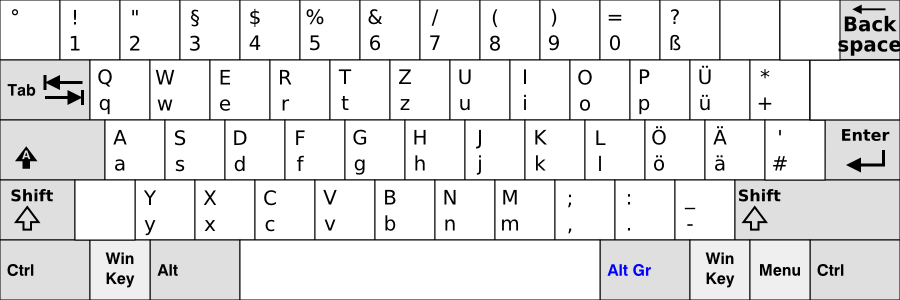 ° ! " § $ % & / ( ) = ? Back
1 2 3 4 5 6 7 8 9 0 ß space
Tab Q W E R T Z U I O P Ü *
q w e r t z u i o p ü +
A A S D F G H J K L Ö Ä ' Enter
a s d f g h j k l ö ä #
Shift Y X C V B N M ; : _ Shift
y x c v b n m , . -
Ctrl Win Alt Alt Gr Win Menu Ctrl
Key Key